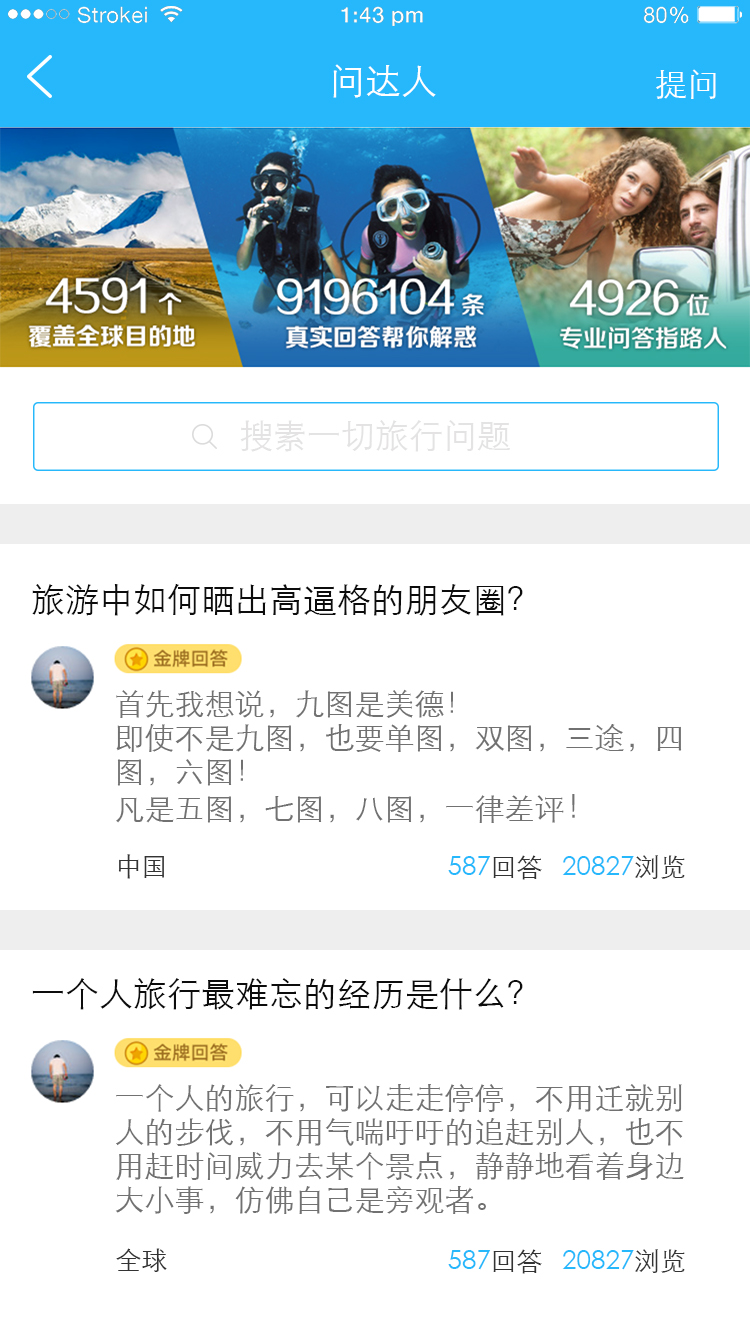 Strokei 1:43 pm 80%
问达人 提问
4591个 9196104条 4926位
覆盖全球目的地 真实回答帮你解惑 专业问答指路人
搜素一切旅行问题
旅游中如何晒出高逼格的朋友圈?
金牌回答
首先我想说，九图是美德!
即使不是九图，也要单图，双图，三途，四
图，六图!
凡是五图，七图，八图，一律差评!
中国 587回答 20827浏览
一个人旅行最难忘的经历是什么?
金牌回答
一个人的旅行，可以走走停停，不用迁就别
人的步伐，不用气喘吁吁的追赶别人，也不
用赶时间威力去某个景点，静静地看着身边
大小事，仿佛自己是旁观者。
全球 587回答 20827浏览